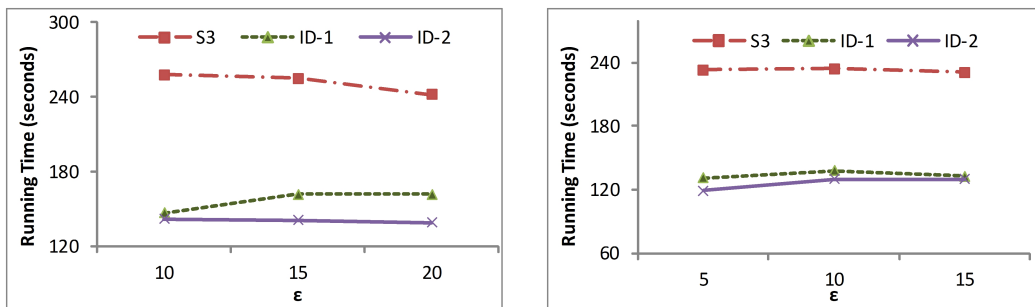 300
S3 ID-1 ID-2
240
180
120
Running Time (seconds)
10 15 20
ε
S3 ID-1 ID-2
240
180
120
60
Running Time (seconds)
5 10 15
ε